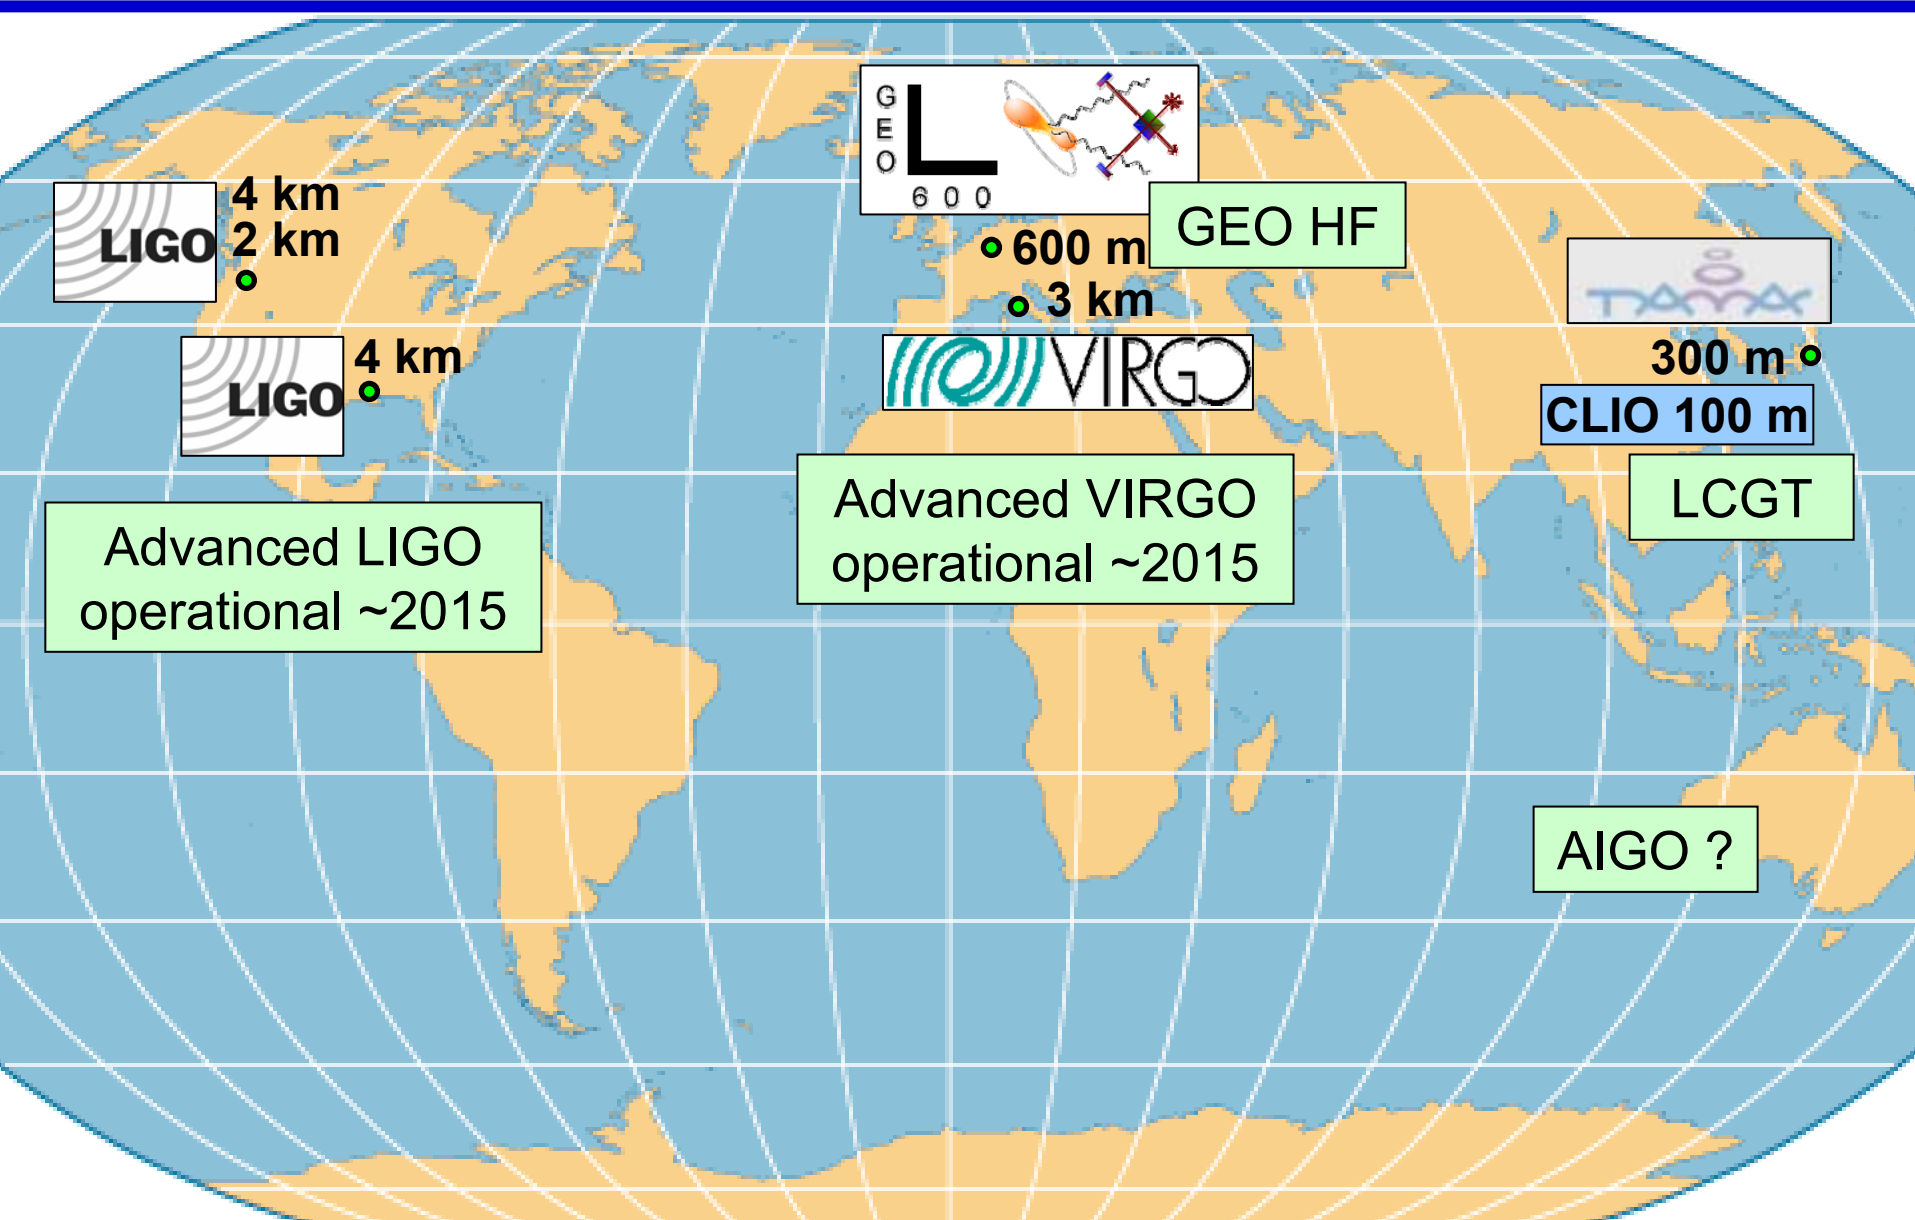 GEO
600
GEO HF
LIGO
4 km
2 km
600 m
3 km
TAMA
300 m
LIGO
4 km
VIRGO
CLIO 100 m
LCGT
Advanced LIGO
operational ~2015
Advanced VIRGO
operational ~2015
AIGO ?